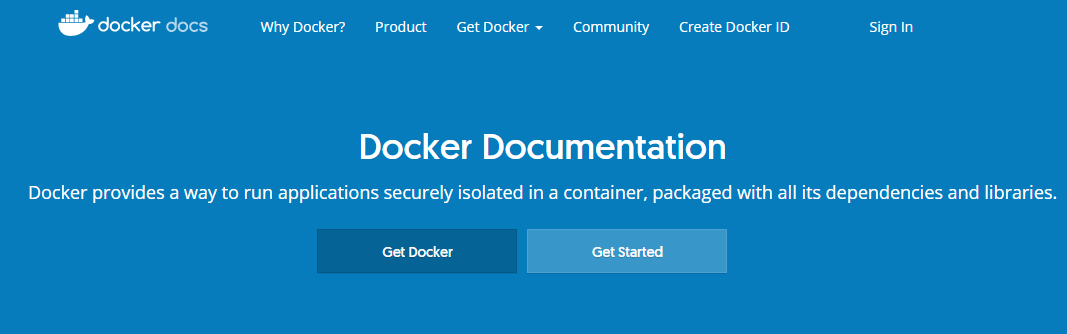 docker docs Why Docker? Product Get Docker Community Create Docker ID Sign In
Docker Documentation
Docker provides a way to run applications securely isolated in a container, packaged with all its dependencies and libraries.
Get Docker Get Started